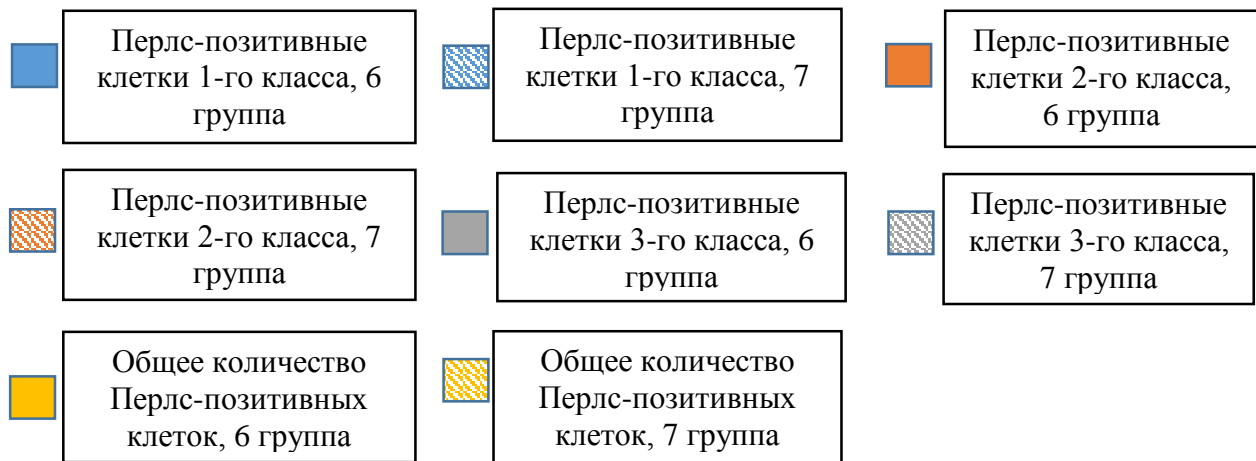 Перлс-позитивные
клетки 1-го класса, 6
группа
Перлс-позитивные
клетки 1-го класса, 7
группа
Перлс-позитивные
клетки 2-го класса,
6 группа
Перлс-позитивные
клетки 2-го класса, 7
группа
Перлс-позитивные
клетки 3-го класса, 6
группа
Перлс-позитивные
клетки 3-го класса,
7 группа
Общее количество
Перлс-позитивных
клеток, 6 группа
Общее количество
Перлс-позитивных
клеток, 7 группа